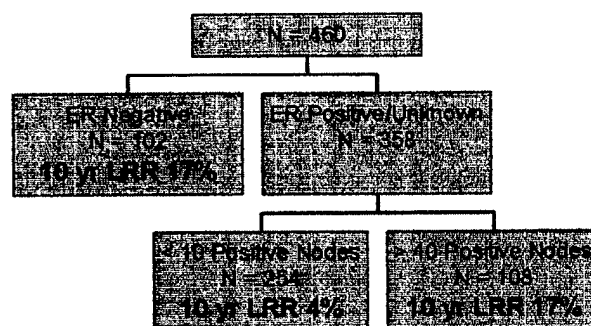 N = 460
ER Negative
N = 102
10 yr LRR 17%
ER Positive/Unknown
N = 358
10 Positive Nodes
N =
10 yr LRR 4%
10 Positive Nodes
N =
10 yr LRR 17%